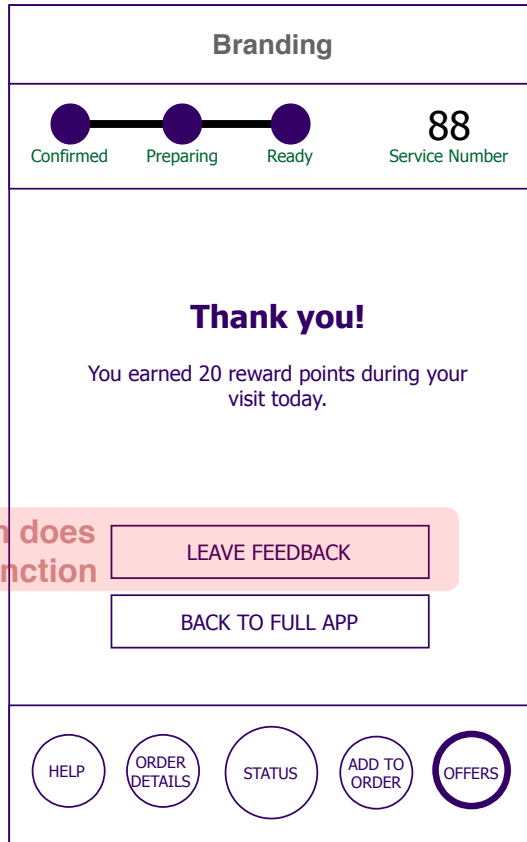 Branding
88
Confirmed Preparing Ready Service Number
Thank you!
You earned 20 reward points during your
visit today.
does
LEAVE FEEDBACK
BACK TO FULL APP
HELP
ORDER
DETAILS
STATUS
ADD TO
ORDER
OFFERS